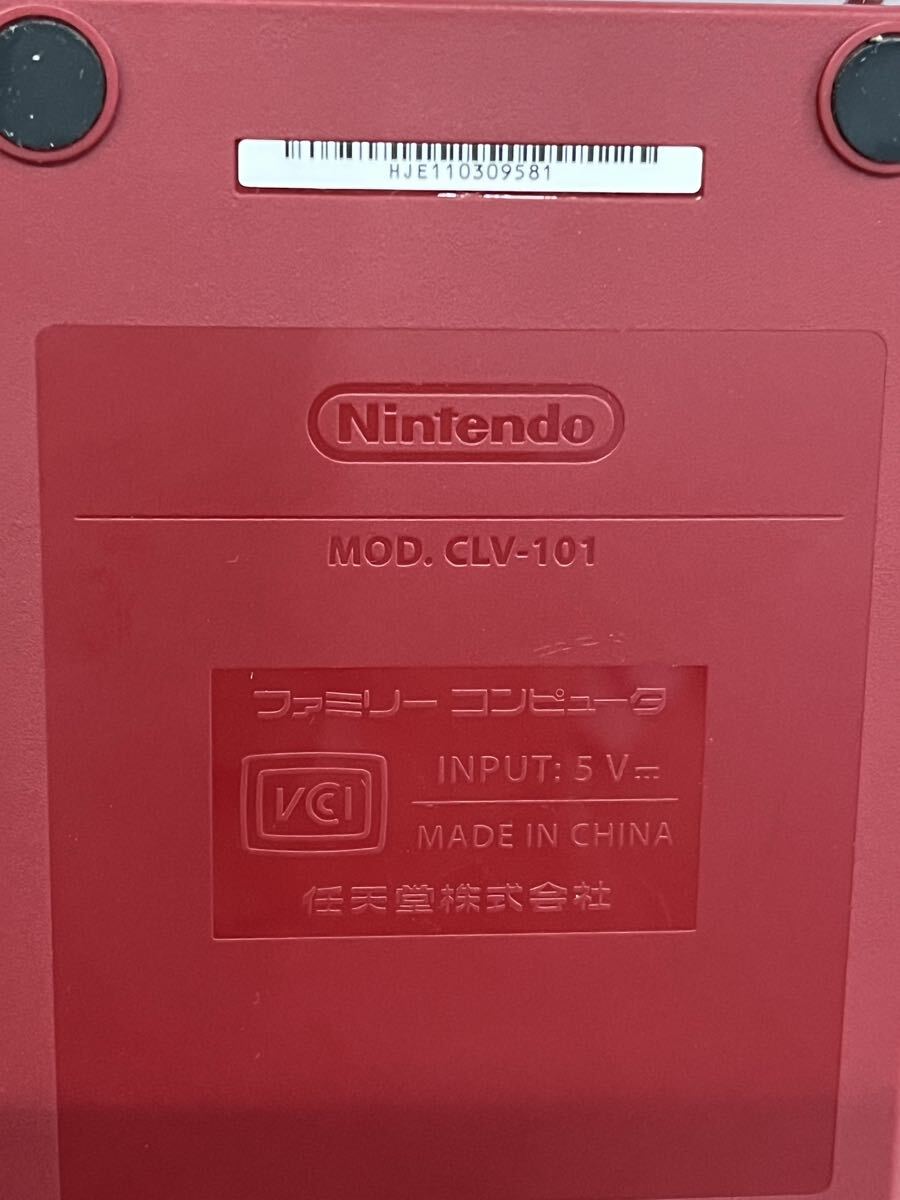 HJE110309581
Nintendo
MOD. CLV-101
ファミリー コンピュータ
VCCI
INPUT: 5 V⎓
MADE IN CHINA
任天堂株式会社